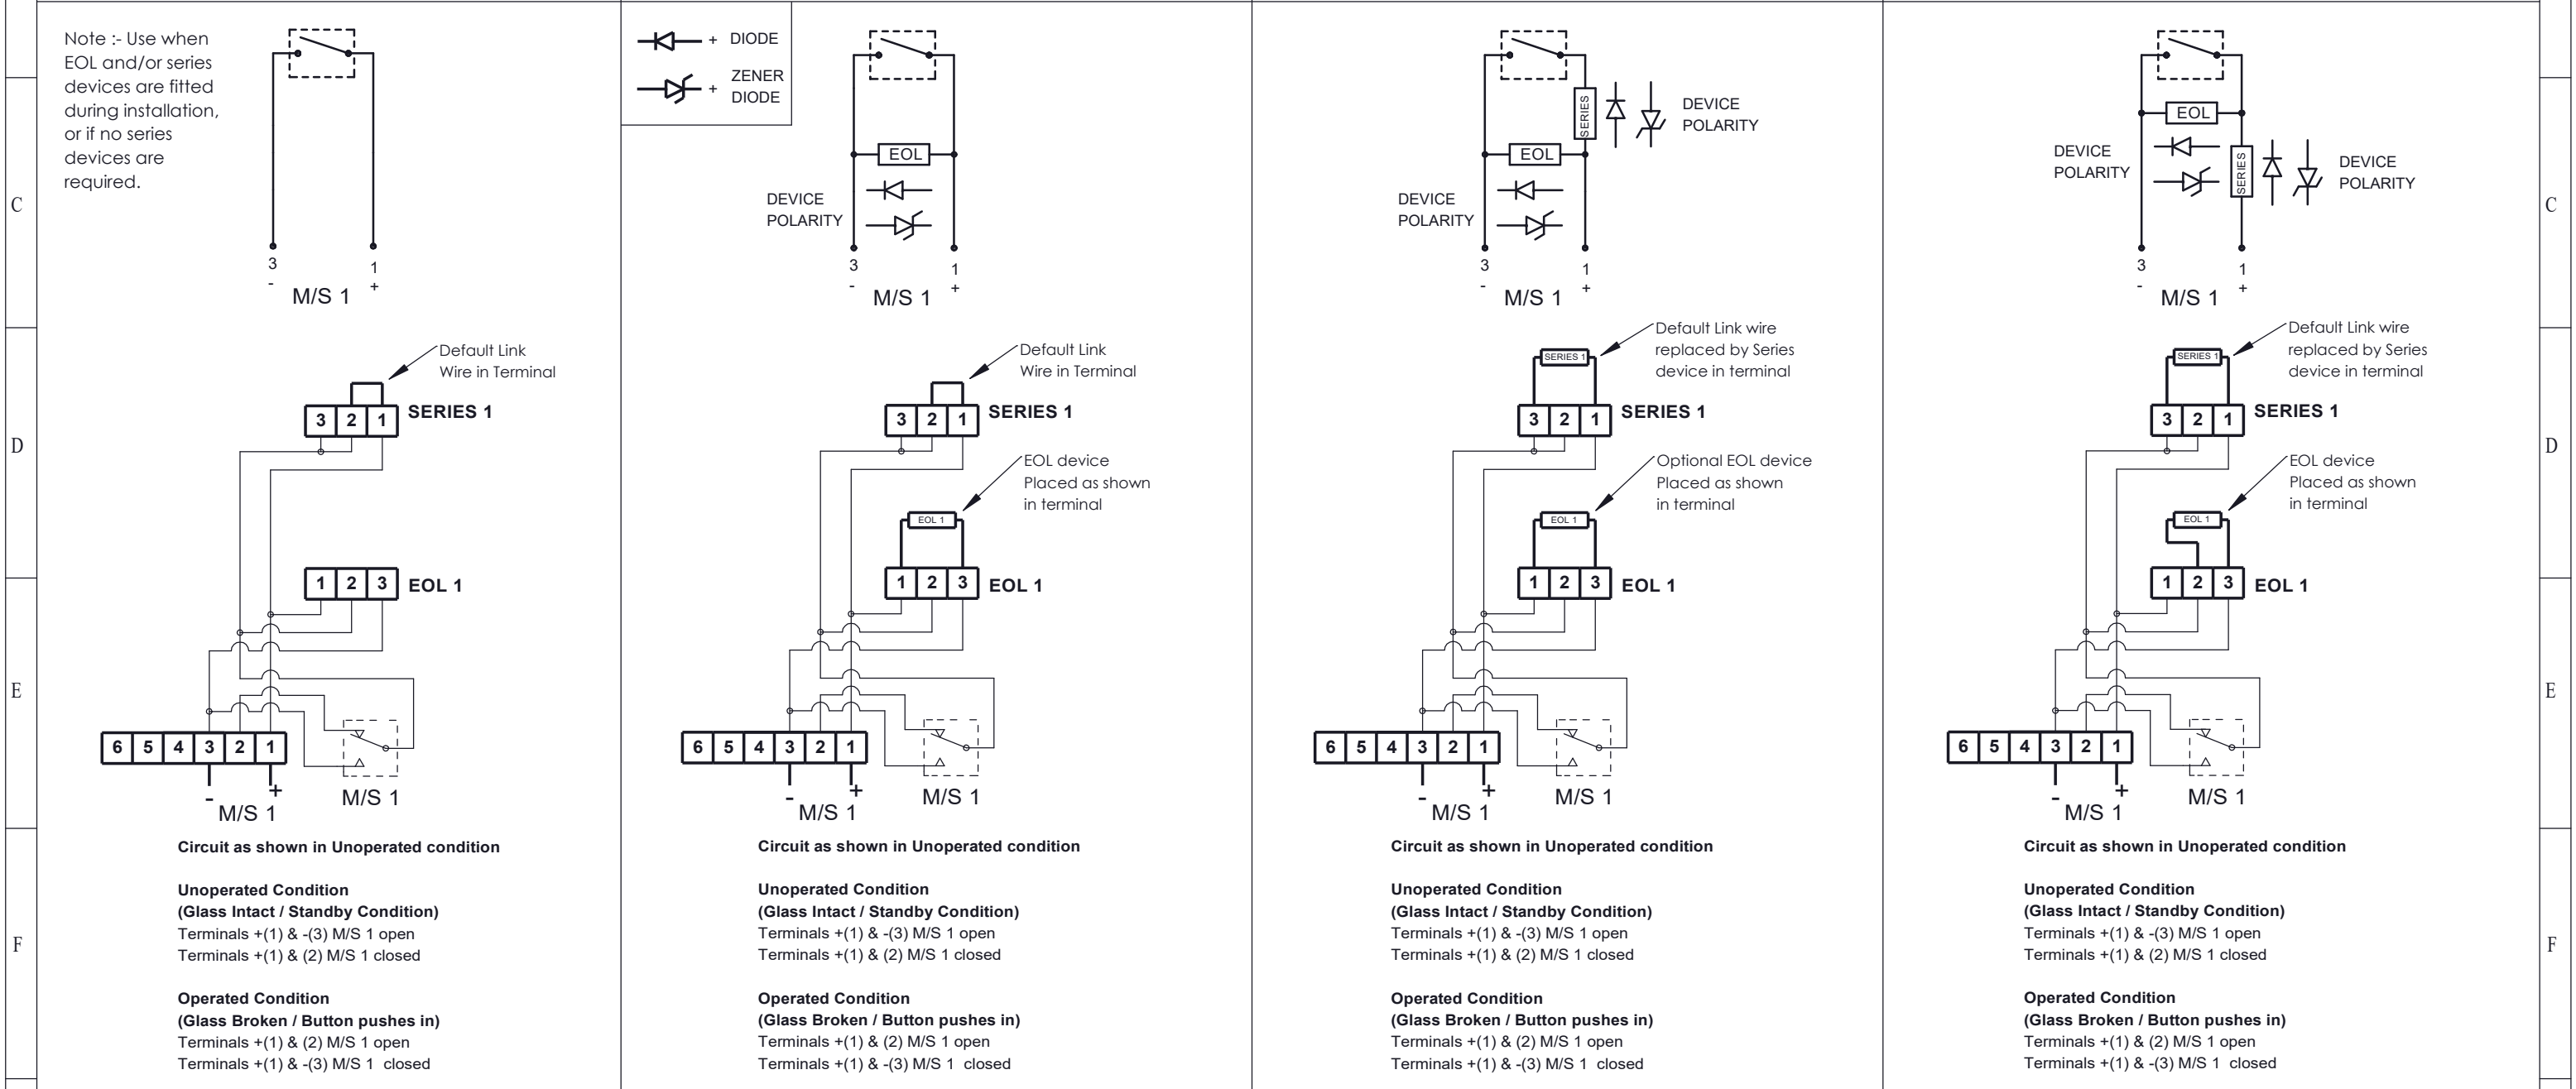 Note :- Use when
EOL and/or series
devices are fitted
during installation,
or if no series
devices are
required.
3
1
-
+
M/S 1
Default Link
Wire in Terminal
3 2 1
SERIES 1
1 2 3
EOL 1
6 5 4 3 2 1
-
+
M/S 1
M/S 1
Circuit as shown in Unoperated condition
Unoperated Condition
(Glass Intact / Standby Condition)
Terminals +(1) & -(3) M/S 1 open
Terminals +(1) & (2) M/S 1 closed
Operated Condition
(Glass Broken / Button pushes in)
Terminals +(1) & (2) M/S 1 open
Terminals +(1) & -(3) M/S 1 closed
+ DIODE
+ ZENER
DIODE
EOL
DEVICE
POLARITY
3
1
-
+
M/S 1
Default Link
Wire in Terminal
3 2 1
SERIES 1
EOL device
Placed as shown
in terminal
EOL 1
1 2 3
EOL 1
6 5 4 3 2 1
-
+
M/S 1
M/S 1
Circuit as shown in Unoperated condition
Unoperated Condition
(Glass Intact / Standby Condition)
Terminals +(1) & -(3) M/S 1 open
Terminals +(1) & (2) M/S 1 closed
Operated Condition
(Glass Broken / Button pushes in)
Terminals +(1) & (2) M/S 1 open
Terminals +(1) & -(3) M/S 1 closed
SERIES
DEVICE
POLARITY
EOL
DEVICE
POLARITY
3
1
-
+
M/S 1
Default Link wire
replaced by Series
device in terminal
SERIES 1
3 2 1
SERIES 1
Optional EOL device
Placed as shown
in terminal
EOL 1
1 2 3
EOL 1
6 5 4 3 2 1
-
+
M/S 1
M/S 1
Circuit as shown in Unoperated condition
Unoperated Condition
(Glass Intact / Standby Condition)
Terminals +(1) & -(3) M/S 1 open
Terminals +(1) & (2) M/S 1 closed
Operated Condition
(Glass Broken / Button pushes in)
Terminals +(1) & (2) M/S 1 open
Terminals +(1) & -(3) M/S 1 closed
EOL
DEVICE
POLARITY
SERIES
DEVICE
POLARITY
3
1
-
+
M/S 1
Default Link wire
replaced by Series
device in terminal
SERIES 1
3 2 1
SERIES 1
EOL device
Placed as shown
in terminal
EOL 1
1 2 3
EOL 1
6 5 4 3 2 1
-
+
M/S 1
M/S 1
Circuit as shown in Unoperated condition
Unoperated Condition
(Glass Intact / Standby Condition)
Terminals +(1) & -(3) M/S 1 open
Terminals +(1) & (2) M/S 1 closed
Operated Condition
(Glass Broken / Button pushes in)
Terminals +(1) & (2) M/S 1 open
Terminals +(1) & -(3) M/S 1 closed
C
D
E
F
C
D
E
F